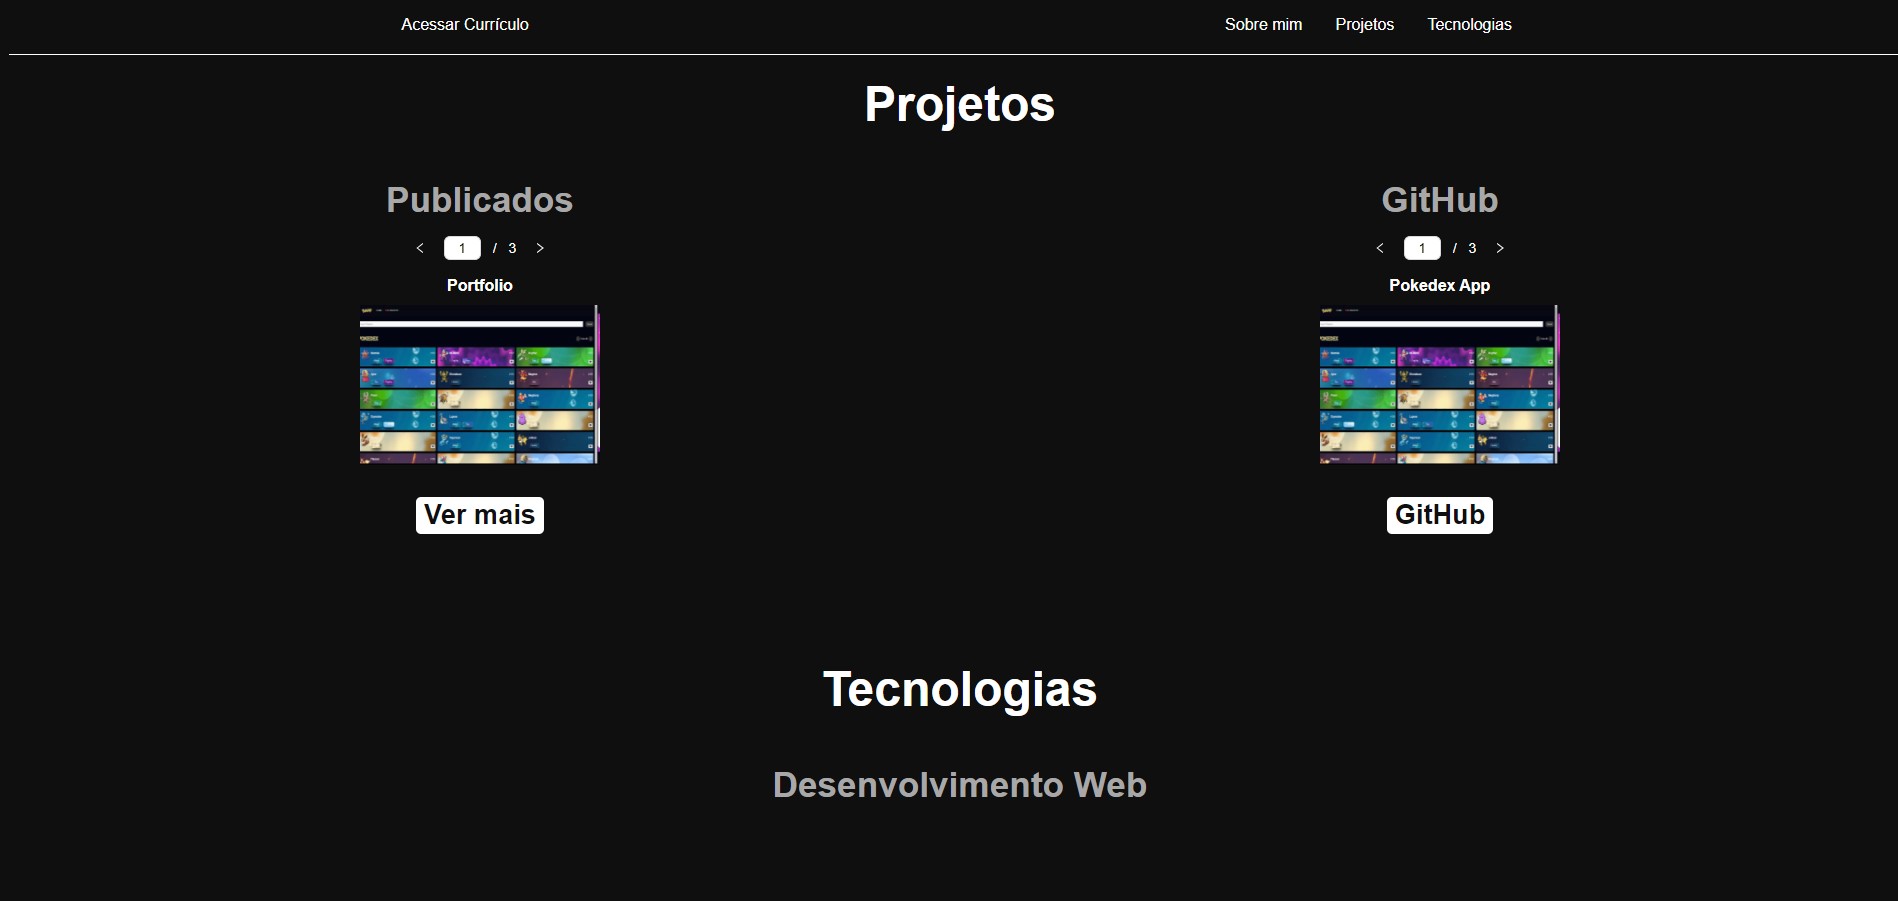 Acessar Currículo
Sobre mim Projetos Tecnologias
Projetos
Publicados
< 1 / 3 >
Portfolio
Ver mais
GitHub
< 1 / 3 >
Pokedex App
GitHub
Tecnologias
Desenvolvimento Web